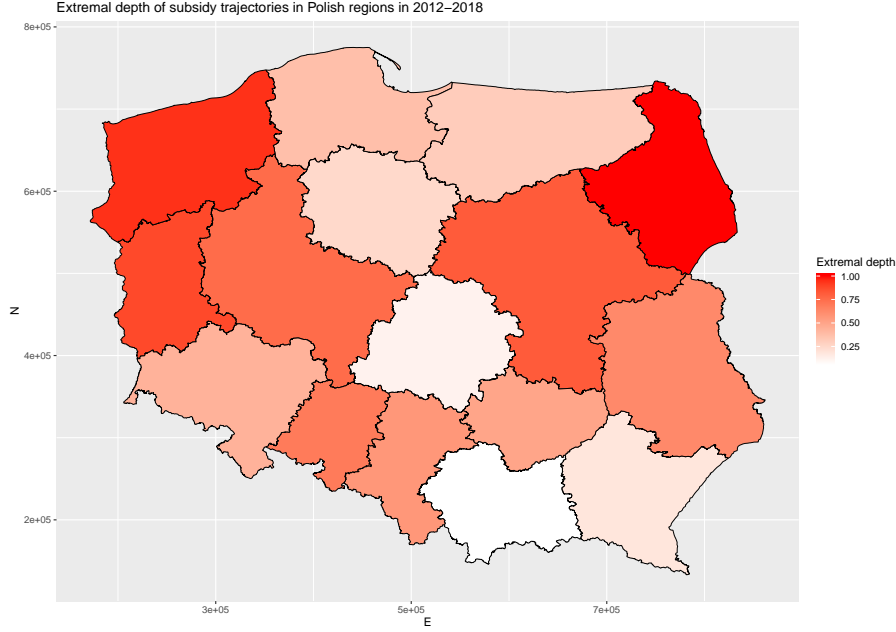 Extremal depth of subsidy trajectories in Polish regions in 2012−2018
8e+05
6e+05
4e+05
2e+05
N
3e+05
5e+05
7e+05
E
Extremal depth
1.00
0.75
0.50
0.25